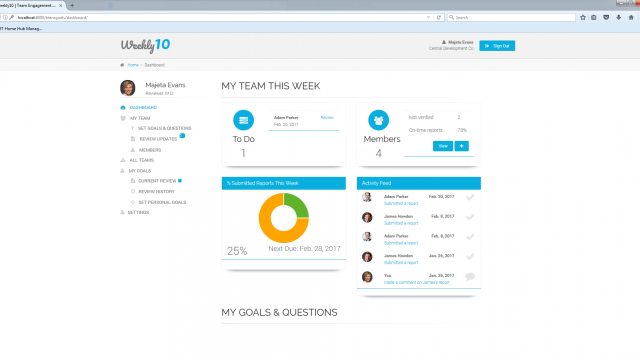 Weekly10 | Team Engagement ...
localhost:8000/teamgoals/dashboard/
Search
BT Home Hub Manag...
Weekly10
Majeta Evans
Central Development Co.
Sign Out
Home / Dashboard
Majeta Evans
Reviewee: M B
DASHBOARD
MY TEAM
SET GOALS & QUESTIONS
REVIEW UPDATES
MEMBERS
ALL TEAMS
MY GOALS
CURRENT REVIEW
REVIEW HISTORY
SET PERSONAL GOALS
SETTINGS
MY TEAM THIS WEEK
To Do
1
Adam Parker
Review
Feb. 20, 2017
Members
4
Not verified 2
On-time reports 78%
View +
% Submitted Reports This Week
25%
Next Due: Feb. 28, 2017
Activity Feed
Adam Parker Feb. 20, 2017
Submitted a report
James Howden Feb. 8, 2017
Submitted a report
Adam Parker Feb. 8, 2017
Submitted a report
James Howden Jan. 26, 2017
Submitted a report
You Jan. 26, 2017
Made a comment on James's report
MY GOALS & QUESTIONS